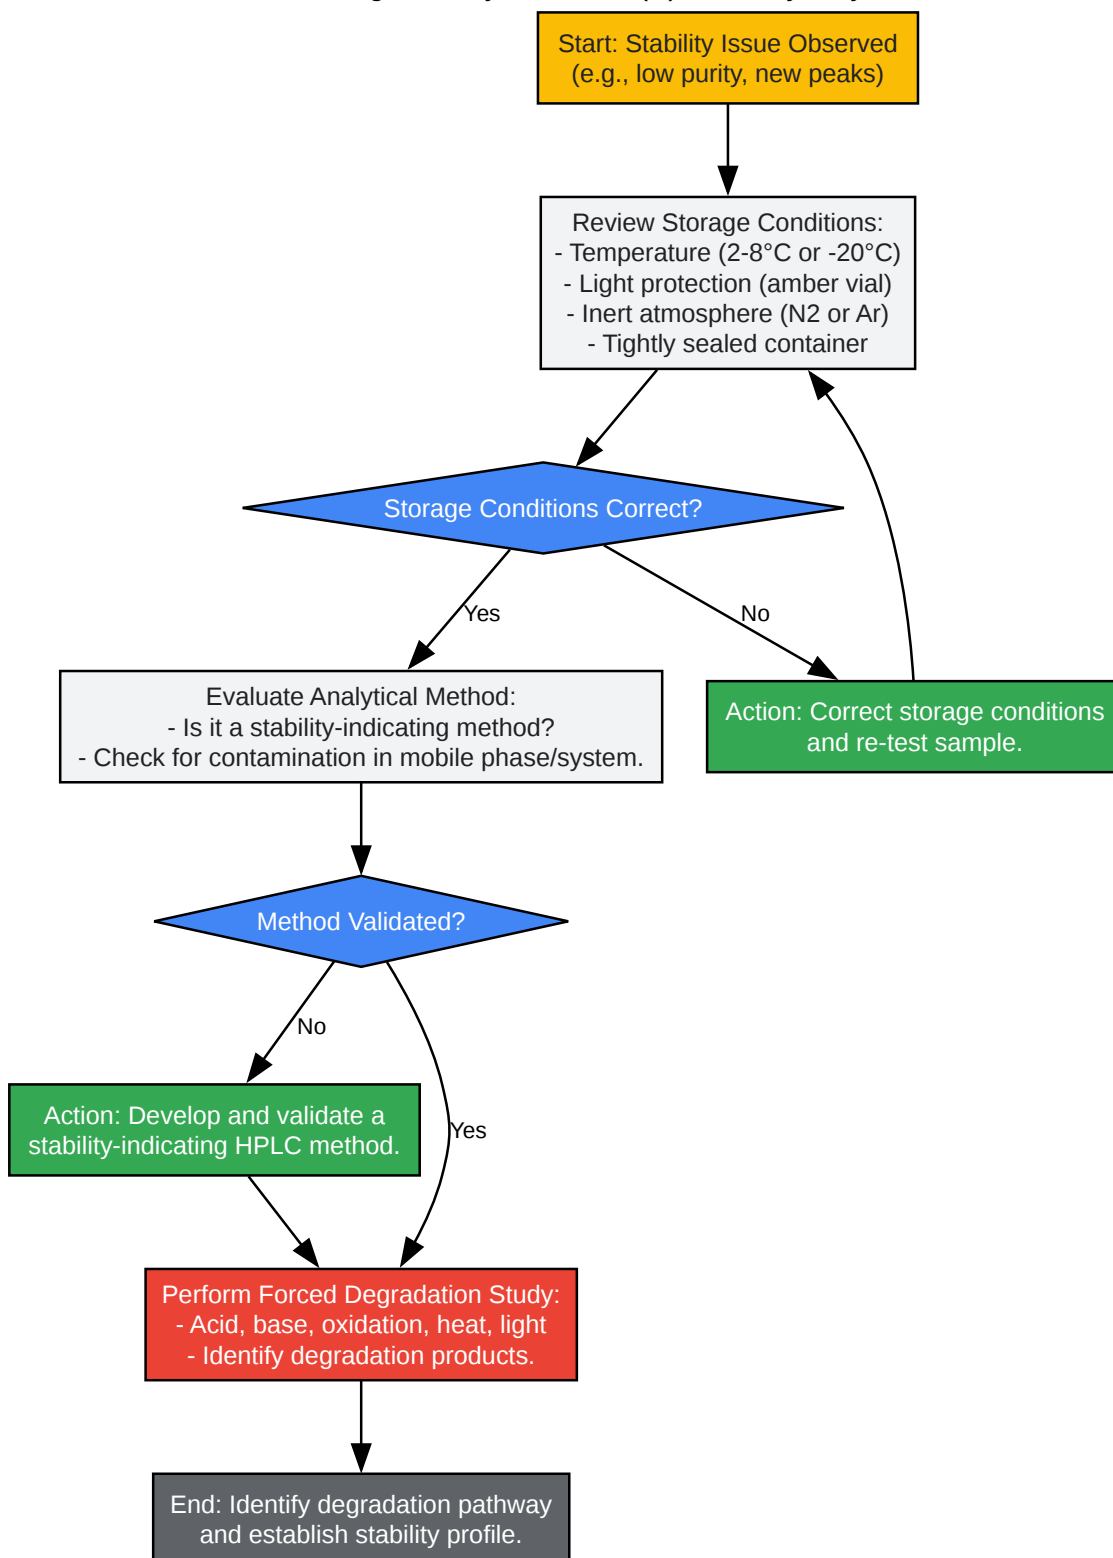 Start: Stability Issue Observed
(e.g., low purity, new peaks)
Review Storage Conditions:
- Temperature (2-8°C or -20°C)
- Light protection (amber vial)
- Inert atmosphere (N2 or Ar)
- Tightly sealed container
Storage Conditions Correct?
Yes
No
Evaluate Analytical Method:
- Is it a stability-indicating method?
- Check for contamination in mobile phase/system.
Action: Correct storage conditions
and re-test sample.
Method Validated?
No
Yes
Action: Develop and validate a
stability-indicating HPLC method.
Perform Forced Degradation Study:
- Acid, base, oxidation, heat, light
- Identify degradation products.
End: Identify degradation pathway
and establish stability profile.